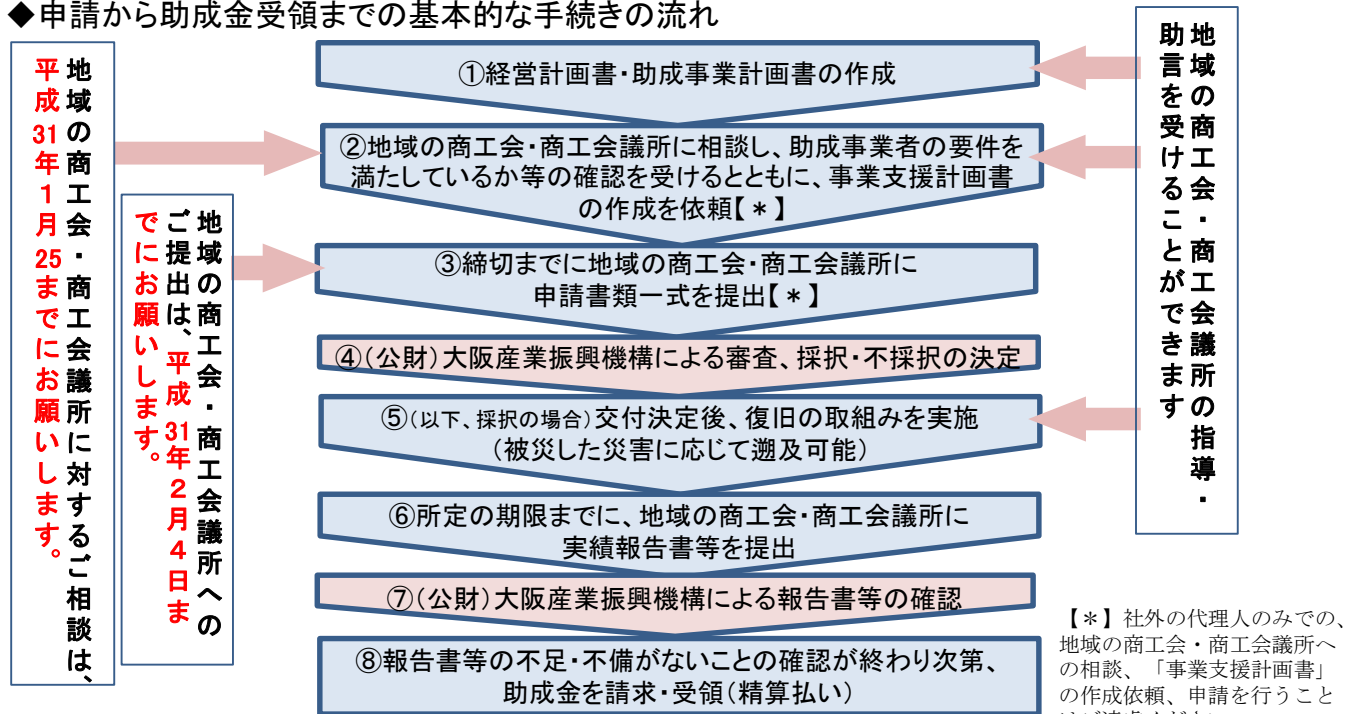 ◆申請から助成金受領までの基本的な手続きの流れ
地域の商工会・商工会議所に対するご相談は、
平成31年1月25までにお願いします。
地域の商工会・商工会議所への
ご提出は、平成31年2月4日ま
でにお願いします。
①経営計画書・助成事業計画書の作成
②地域の商工会・商工会議所に相談し、助成事業者の要件を
満たしているか等の確認を受けるとともに、事業支援計画書
の作成を依頼【*】
③締切までに地域の商工会・商工会議所に
申請書類一式を提出【*】
④(公財)大阪産業振興機構による審査、採択・不採択の決定
⑤(以下、採択の場合)交付決定後、復旧の取組みを実施
(被災した災害に応じて遡及可能)
⑥所定の期限までに、地域の商工会・商工会議所に
実績報告書等を提出
⑦(公財)大阪産業振興機構による報告書等の確認
⑧報告書等の不足・不備がないことの確認が終わり次第、
助成金を請求・受領(精算払い)
地域の商工会・商工会議所の指導・
助言を受けることができます
【*】社外の代理人のみでの、
地域の商工会・商工会議所へ
の相談、「事業支援計画書」
の作成依頼、申請を行うこと